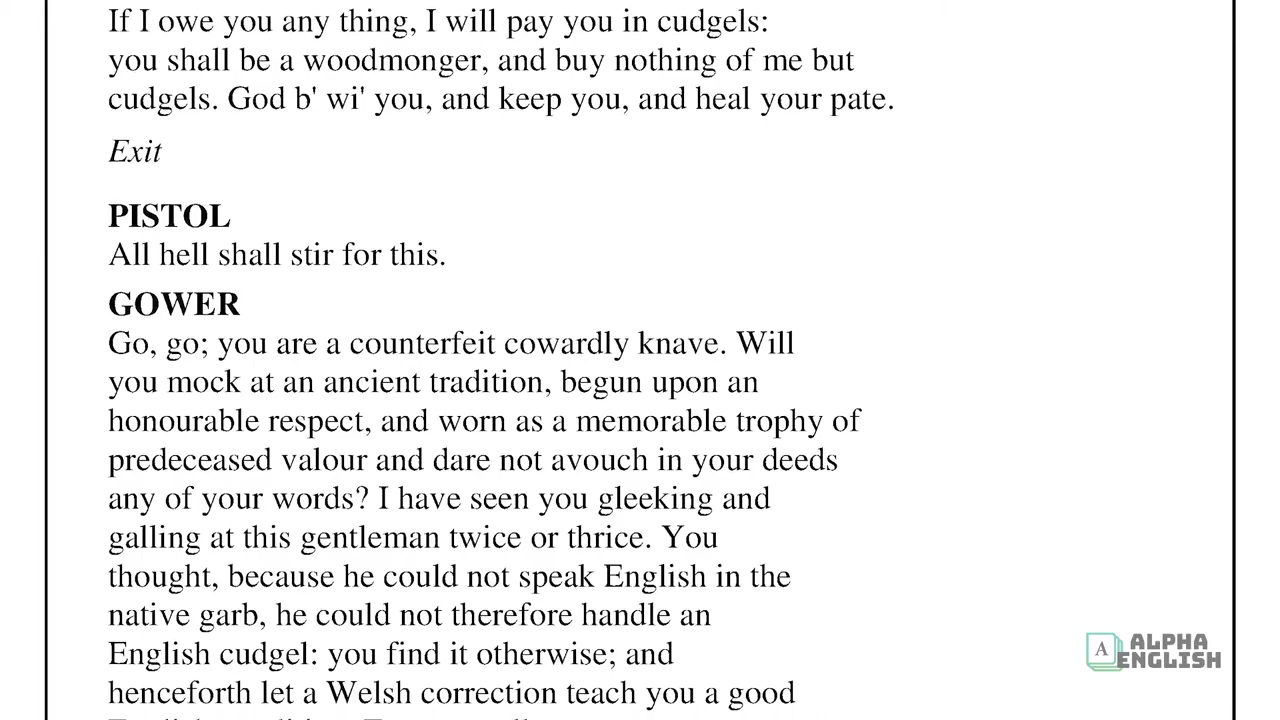 If I owe you any thing, I will pay you in cudgels:
you shall be a woodmonger, and buy nothing of me but
cudgels. God b' wi' you, and keep you, and heal your pate.
Exit
PISTOL
All hell shall stir for this.
GOWER
Go, go; you are a counterfeit cowardly knave. Will
you mock at an ancient tradition, begun upon an
honourable respect, and worn as a memorable trophy of
predeceased valour and dare not avouch in your deeds
any of your words? I have seen you gleeking and
galling at this gentleman twice or thrice. You
thought, because he could not speak English in the
native garb, he could not therefore handle an
English cudgel: you find it otherwise; and
henceforth let a Welsh correction teach you a good
A ALPHA
ENGLISH